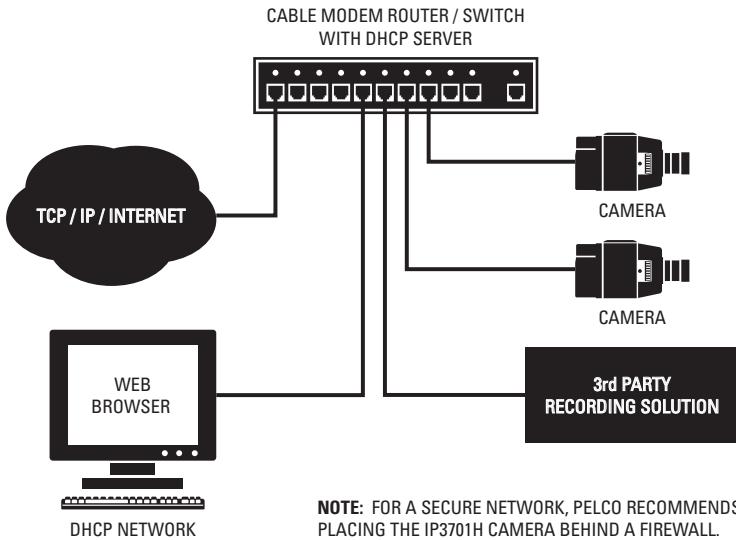 CABLE MODEM ROUTER / SWITCH
WITH DHCP SERVER
TCP / IP / INTERNET
CAMERA
CAMERA
WEB
BROWSER
3rd PARTY
RECORDING SOLUTION
DHCP NETWORK
NOTE: FOR A SECURE NETWORK, PELCO RECOMMENDS
PLACING THE IP3701H CAMERA BEHIND A FIREWALL.